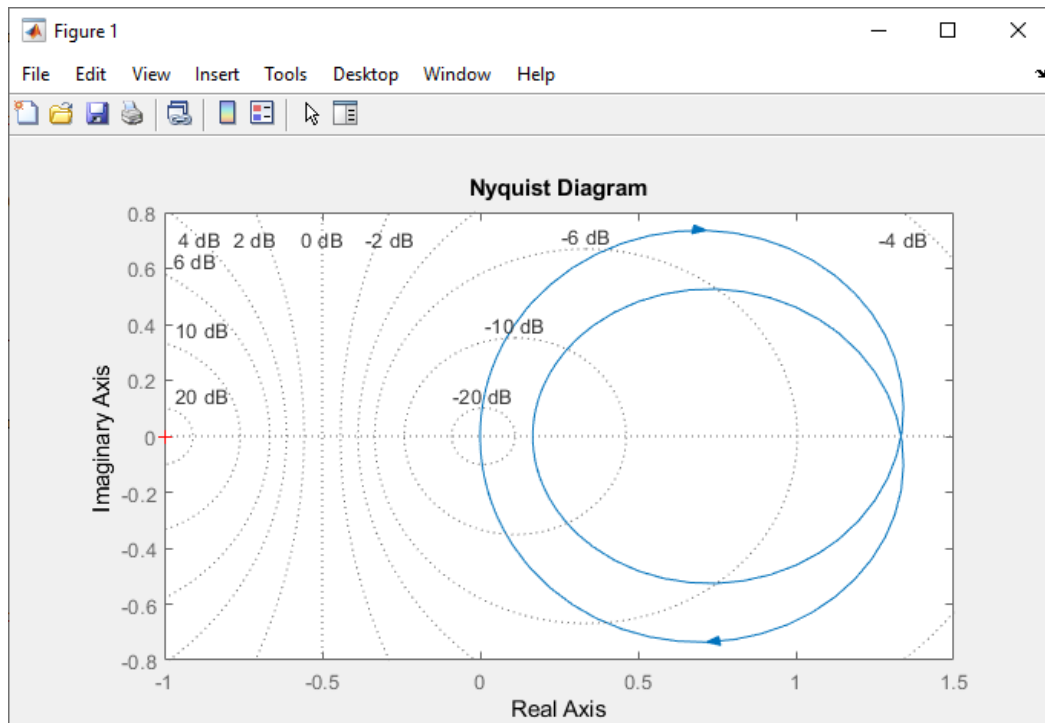 Figure 1
File Edit View Insert Tools Desktop Window Help
Nyquist Diagram
0.8
4 dB 2 dB 0 dB -2 dB -6 dB -4 dB
6 dB
0.6
0.4
10 dB -10 dB
0.2
20 dB -20 dB
0
-0.2
-0.4
-0.6
-0.8
Imaginary Axis
-1 -0.5 0 0.5 1 1.5
Real Axis